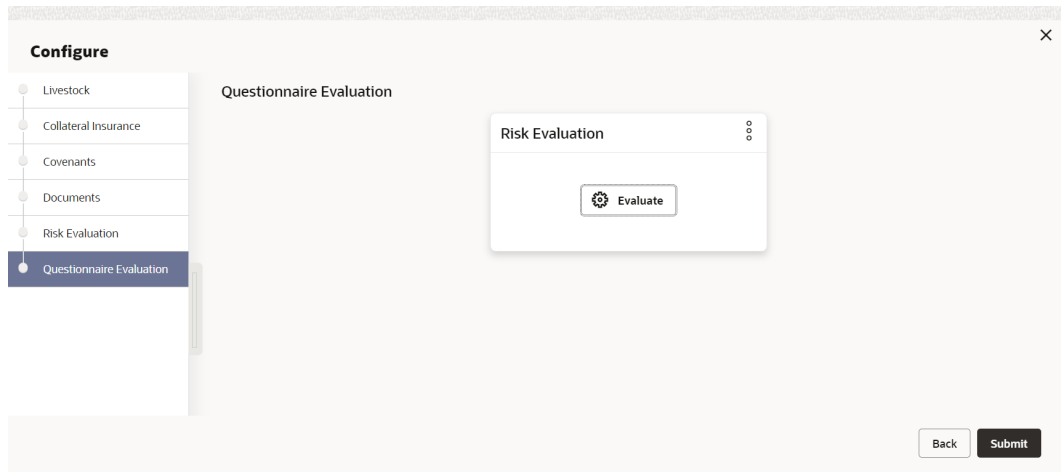 Configure
Livestock
Collateral Insurance
Covenants
Documents
Risk Evaluation
Questionnaire Evaluation
Questionnaire Evaluation
Risk Evaluation
Evaluate
Back
Submit